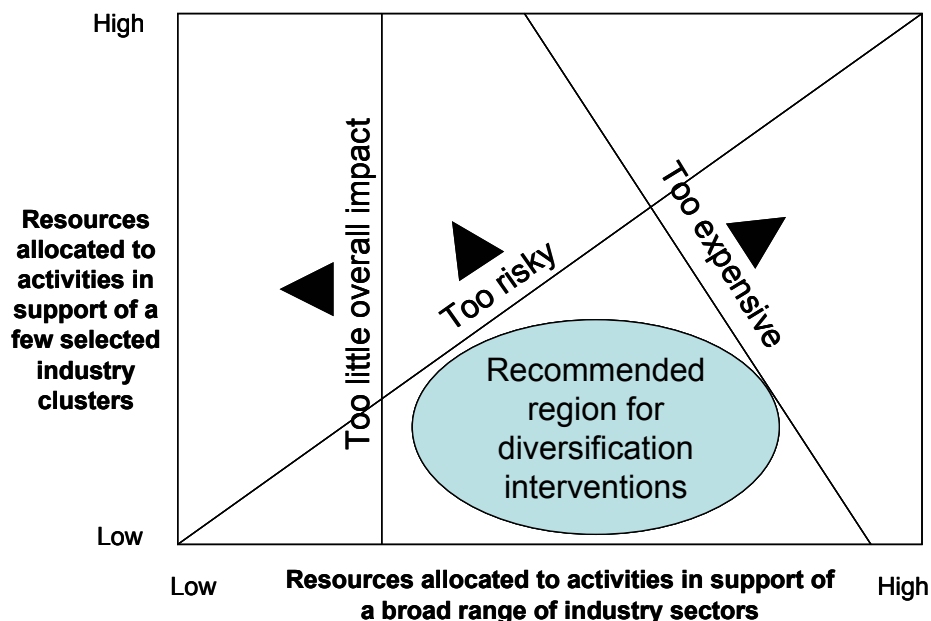 High
Resources
allocated to
activities in
support of a
few selected
industry
clusters
Low
Too little overall impact
Too risky
Too expensive
Recommended
region for
diversification
interventions
Low
Resources allocated to activities in support of
a broad range of industry sectors
High